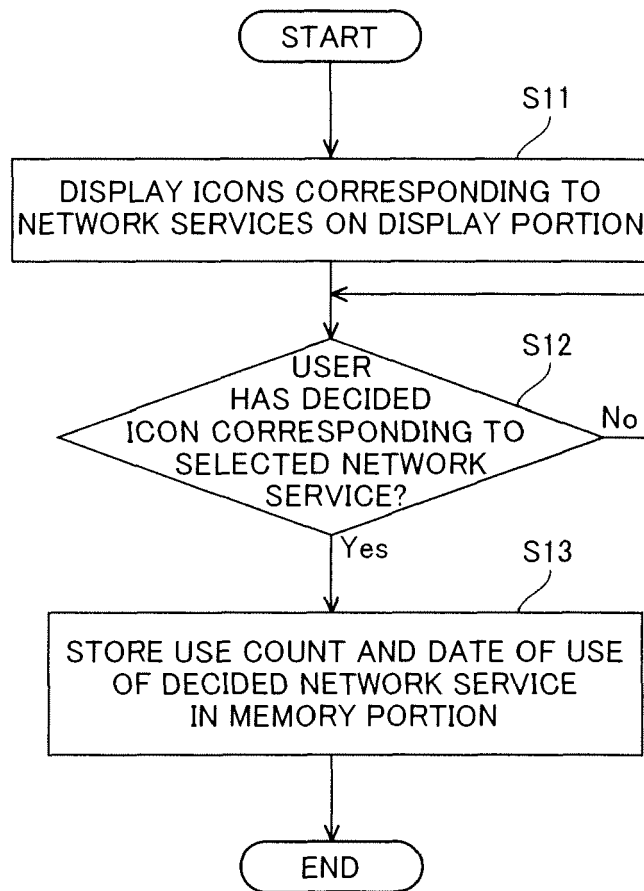 START
S11
DISPLAY ICONS CORRESPONDING TO
NETWORK SERVICES ON DISPLAY PORTION
S12
USER
HAS DECIDED
ICON CORRESPONDING TO
SELECTED NETWORK
SERVICE?
No
Yes
S13
STORE USE COUNT AND DATE OF USE
OF DECIDED NETWORK SERVICE
IN MEMORY PORTION
END